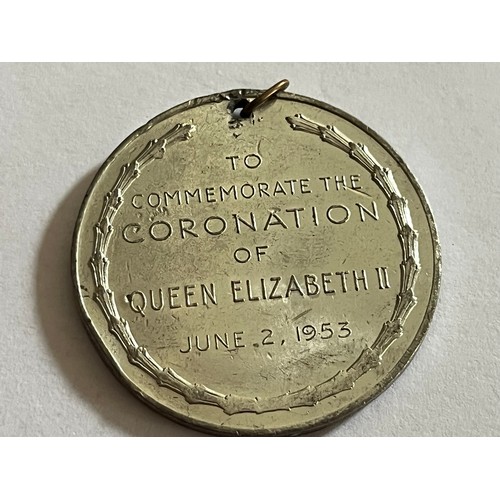 TO
COMMEMORATE THE
CORONATION
OF
QUEEN ELIZABETH II
JUNE 2, 1953